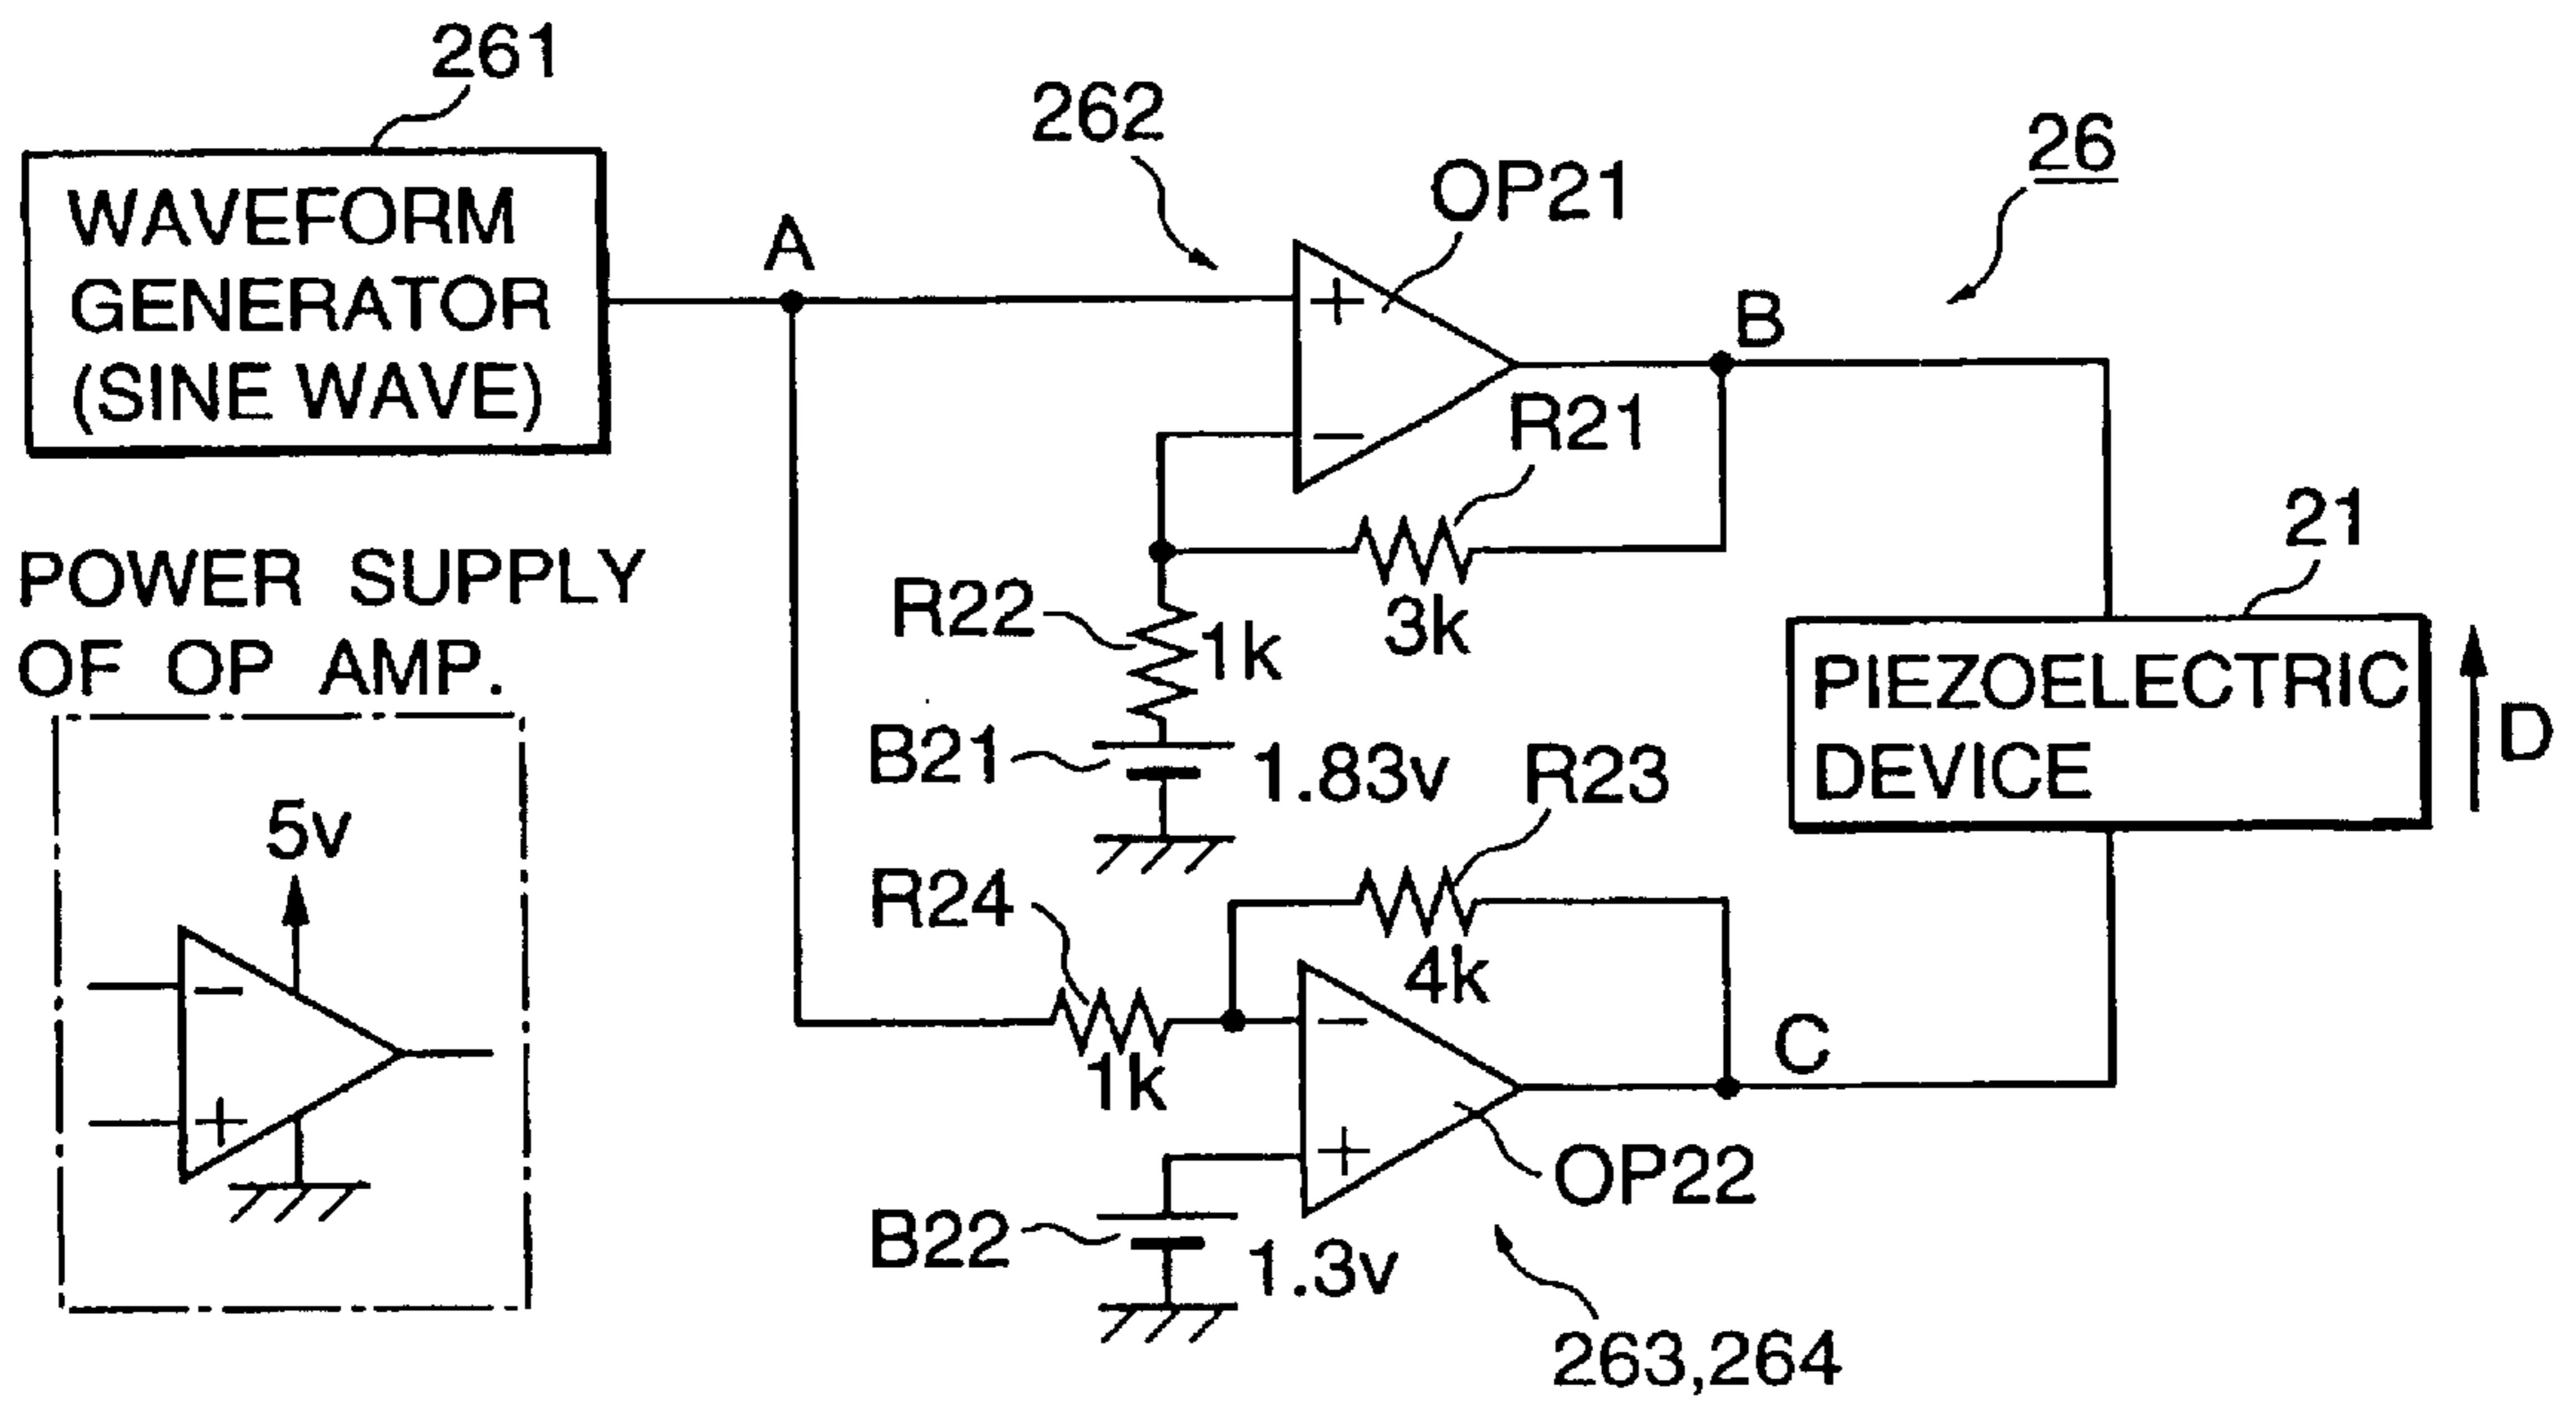 261
WAVEFORM
GENERATOR
(SINE WAVE)
A
262
OP21
26
B
R21
3k
R22
1k
B21
1.83v
21
PIEZOELECTRIC
DEVICE
D
POWER SUPPLY
OF OP AMP.
5v
R23
4k
R24
1k
C
OP22
B22
1.3v
263,264